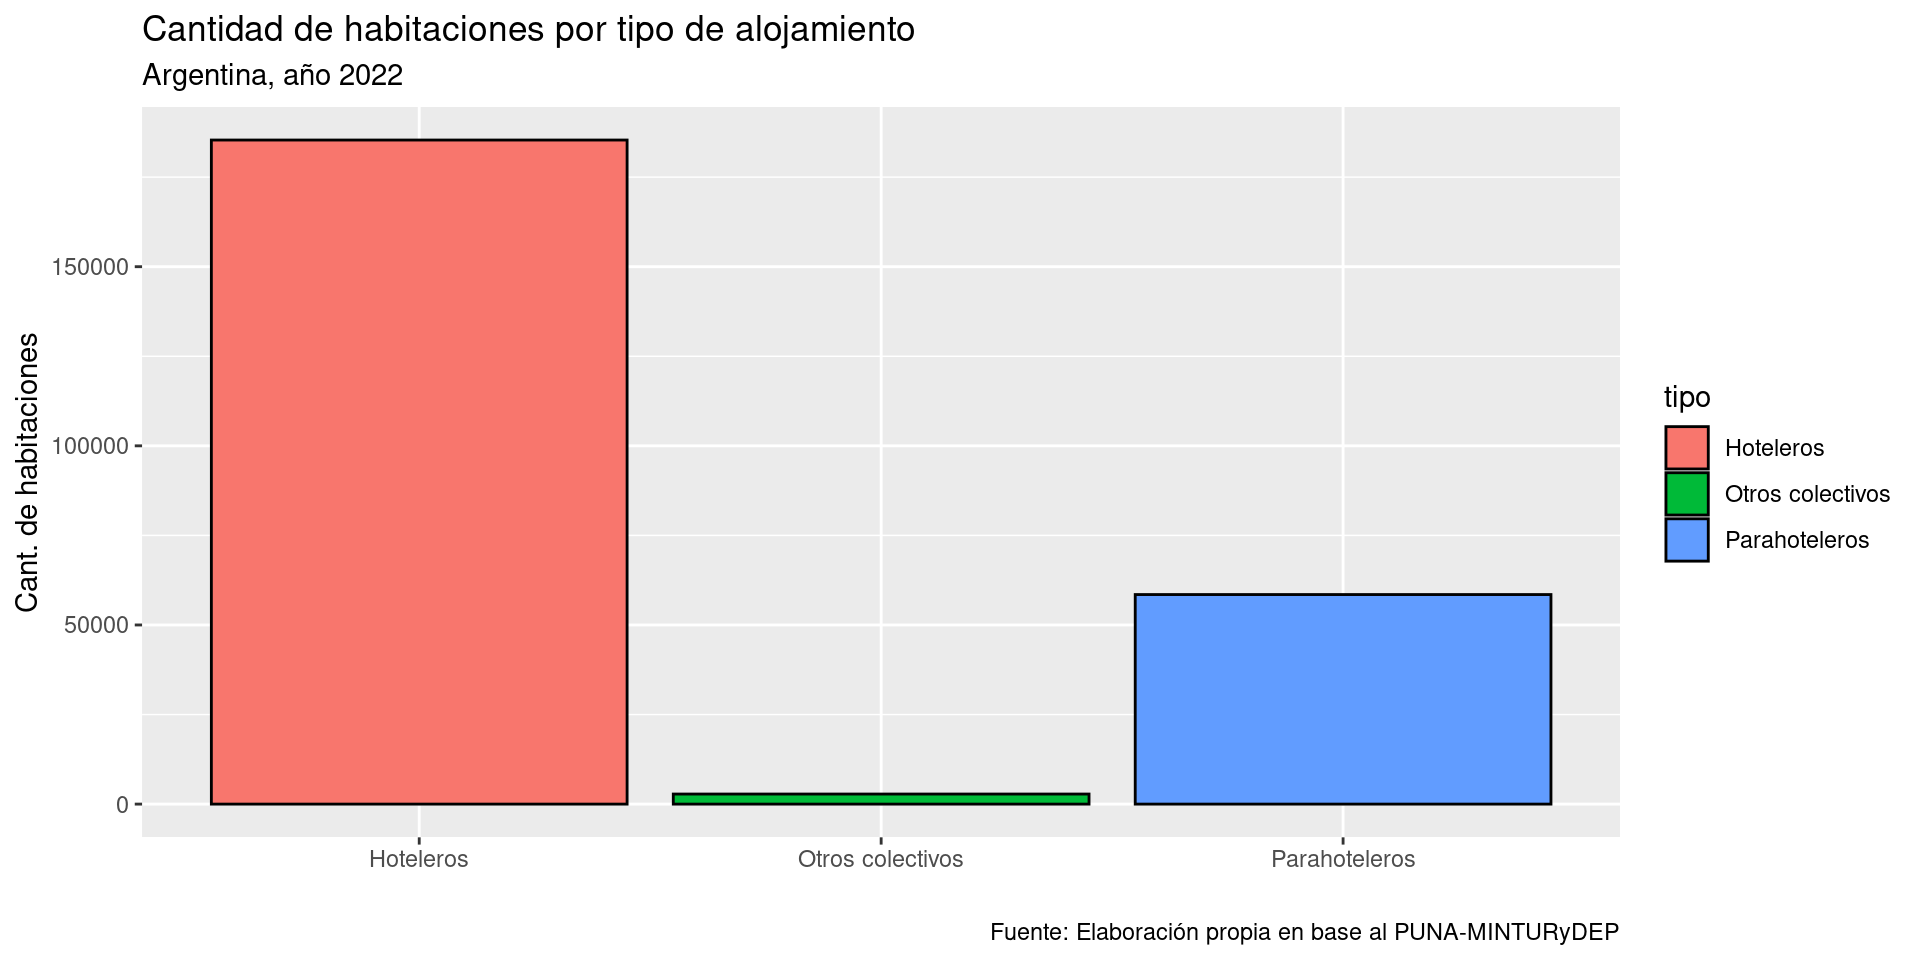 Cantidad de habitaciones por tipo de alojamiento
Argentina, año 2022
Cant. de habitaciones
150000
100000
50000
0
Hoteleros
Otros colectivos
Parahoteleros
tipo
Hoteleros
Otros colectivos
Parahoteleros
Fuente: Elaboración propia en base al PUNA-MINTURyDEP